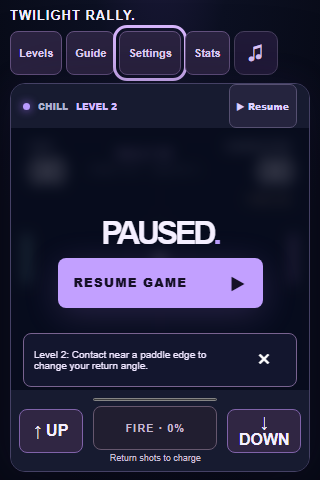 TWILIGHT RALLY.
Levels
Guide
Settings
Stats
CHILL LEVEL 2
▶ Resume
PAUSED.
RESUME GAME ▶
Level 2: Contact near a paddle edge to
change your return angle.
✕
↑ UP
FIRE · 0%
↓
DOWN
Return shots to charge